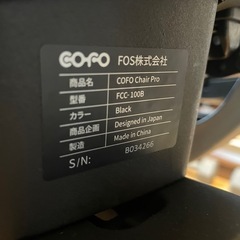 COFO FOS株式会社
商品名 COFO Chair Pro
型番 FCC-100B
カラー Black
商品企画 Designed in Japan
製造 Made in China
S/N: B034266